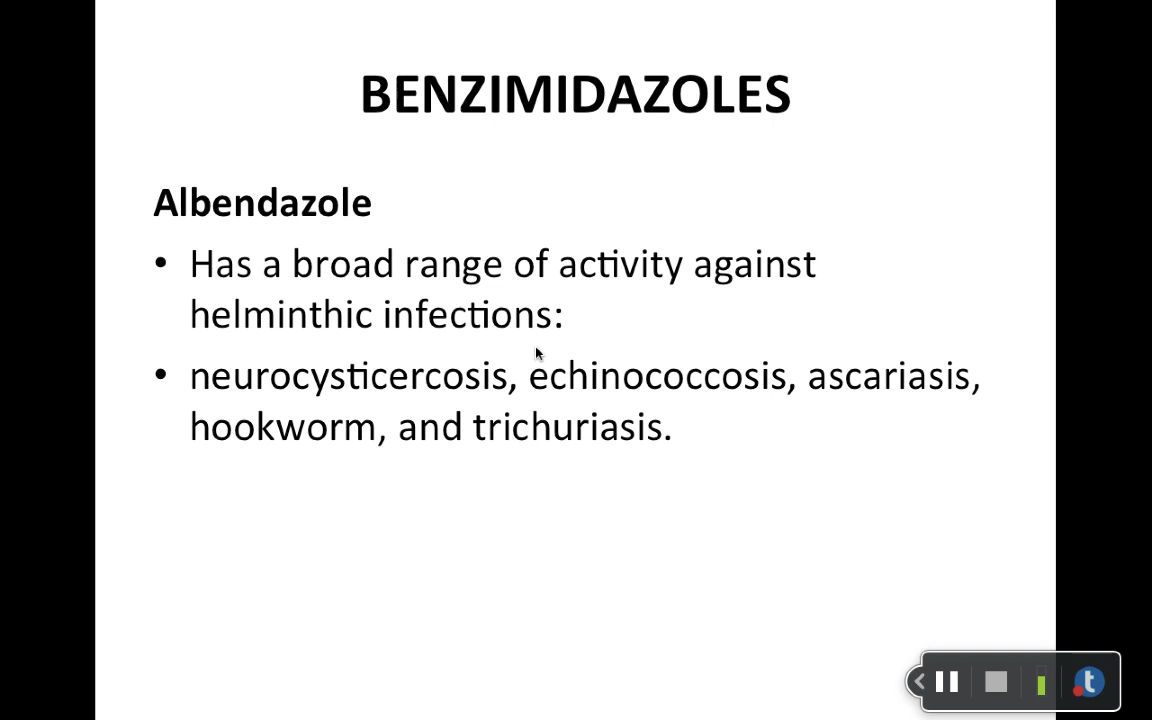 BENZIMIDAZOLES
Albendazole
• Has a broad range of activity against
helminthic infections:
• neurocysticercosis, echinococcosis, ascariasis,
hookworm, and trichuriasis.
t